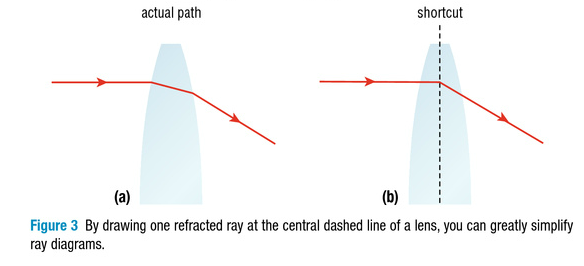 actual path
shortcut
(a)
(b)
Figure 3 By drawing one refracted ray at the central dashed line of a lens, you can greatly simplify
ray diagrams.